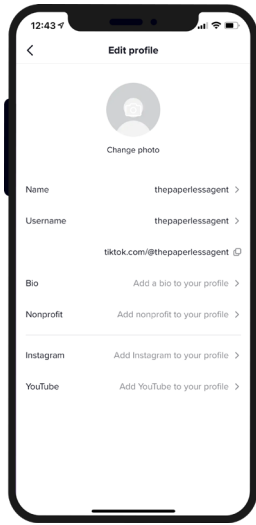 12:43
Edit profile
Change photo
Name thepaperlessagent
Username thepaperlessagent
tiktok.com/@thepaperlessagent
Bio Add a bio to your profile
Nonprofit Add nonprofit to your profile
Instagram Add Instagram to your profile
YouTube Add YouTube to your profile